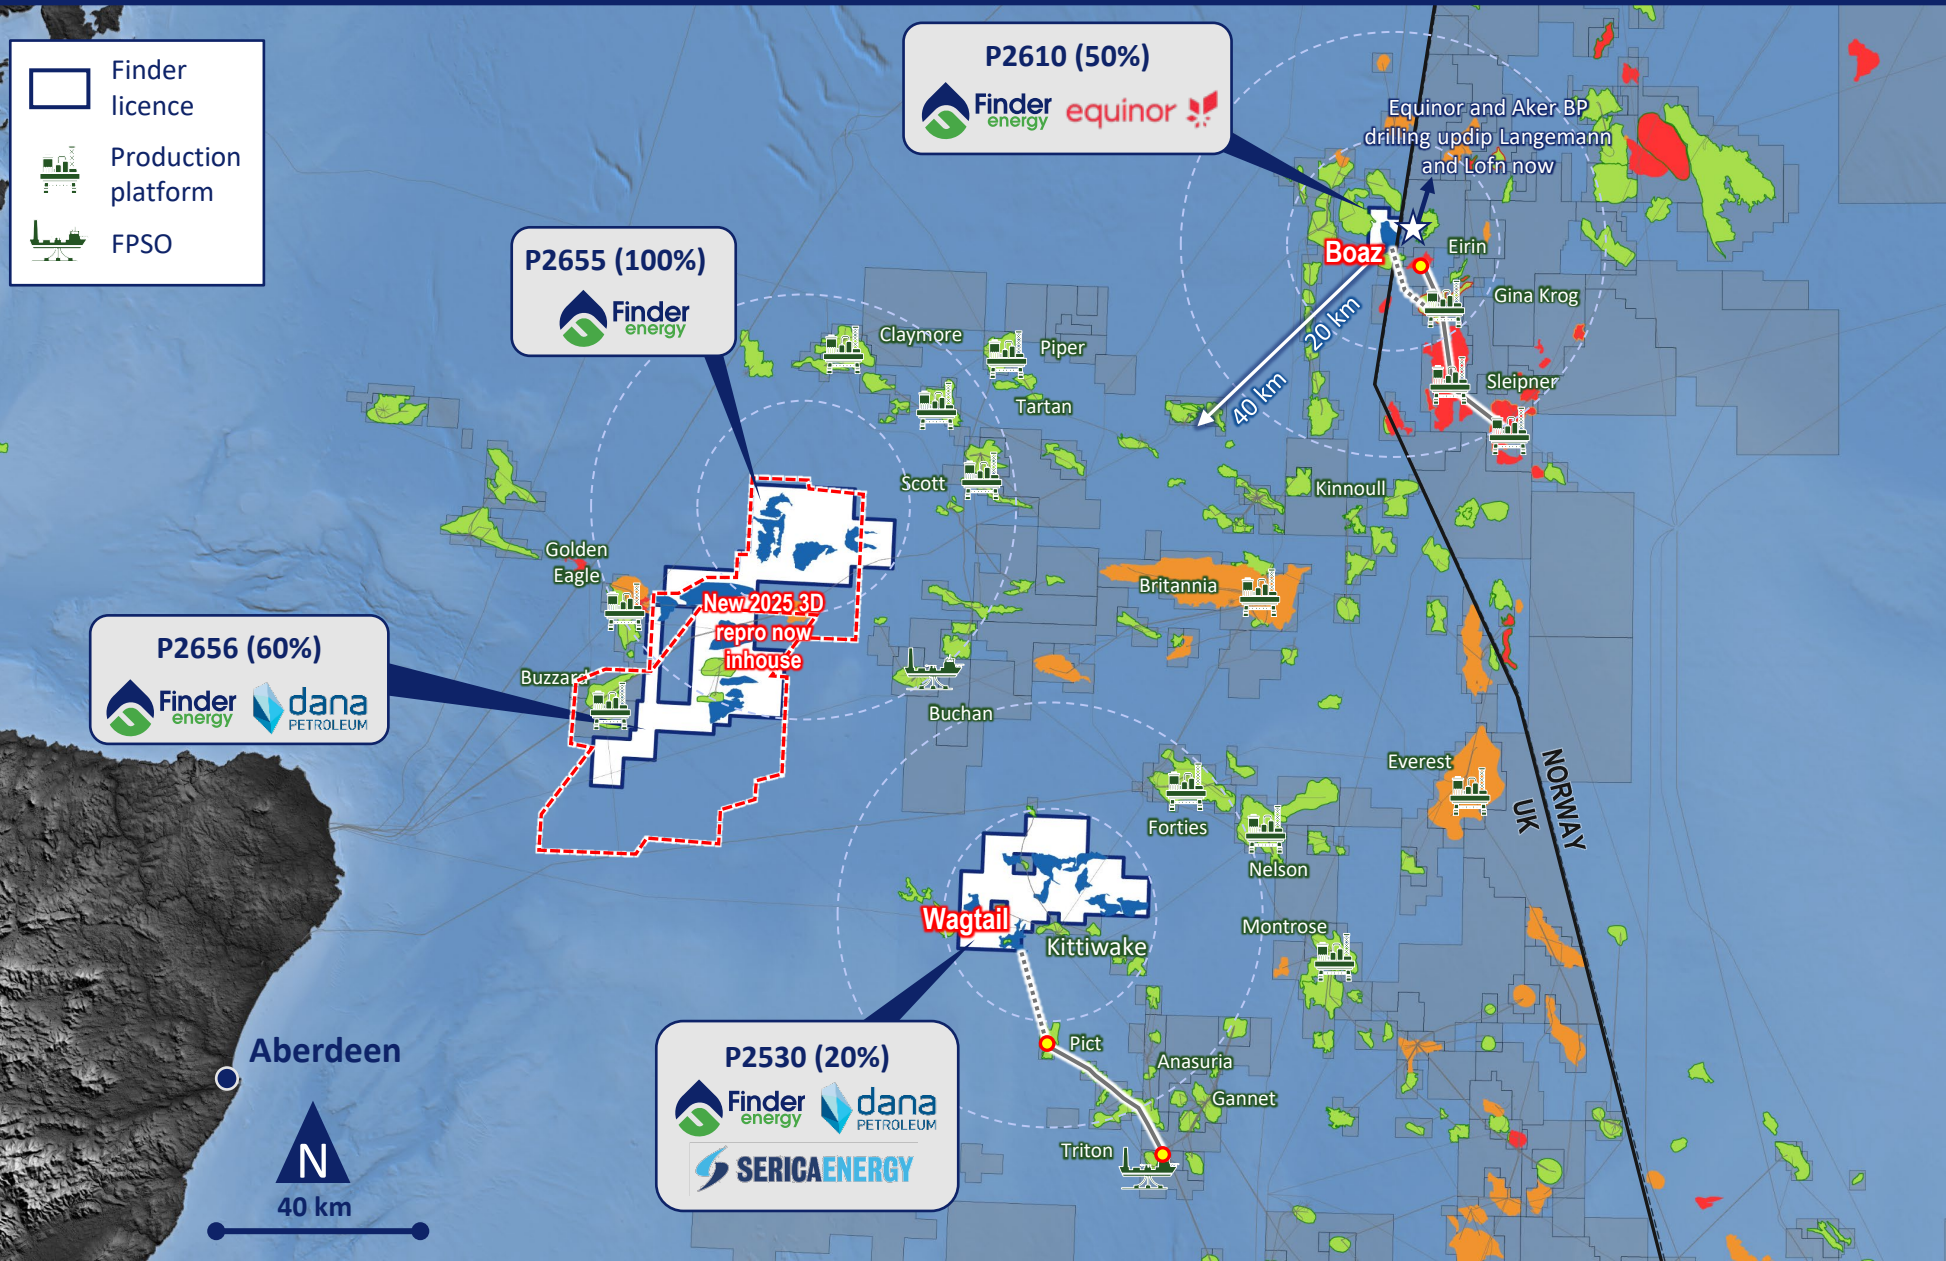 Finder
licence
Production
platform
FPSO
P2610 (50%)
Finder
energy
equinor
Equinor and Aker BP
drilling updip Langemann
and Lofn now
Boaz
Eirin
Gina Krog
20 km
40 km
Sleipner
P2655 (100%)
Finder
energy
Claymore
Piper
Tartan
Scott
Kinnoull
Golden
Eagle
Britannia
New 2025 3D
repro now
inhouse
P2656 (60%)
Finder
energy
dana
PETROLEUM
Buzzard
Buchan
Everest
NORWAY
UK
Forties
Nelson
Wagtail
Kittiwake
Montrose
P2530 (20%)
Finder
energy
dana
PETROLEUM
SERICAENERGY
Pict
Anasuria
Gannet
Triton
Aberdeen
N
40 km